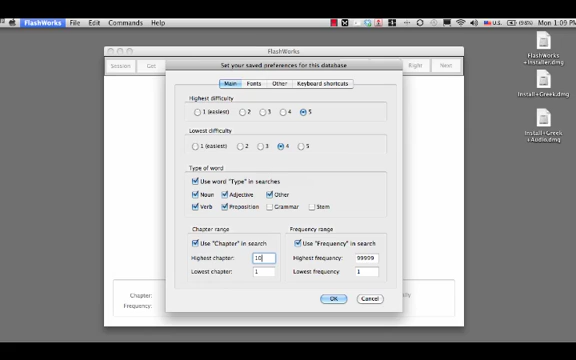 FlashWorks File Edit Commands Help U.S. (98%) Mon 1:09 PM
FlashWorks
Session Get Right Next
Set your saved preferences for this database
Main Fonts Other Keyboard shortcuts
Highest difficulty
1 (easiest) 2 3 4 5
Lowest difficulty
1 (easiest) 2 3 4 5
Type of word
Use word "Type" in searches
Noun Adjective Other
Verb Preposition Grammar Stem
Chapter range
Use "Chapter" in search
Highest chapter: 10
Lowest chapter: 1
Frequency range
Use "Frequency" in search
Highest frequency: 99999
Lowest frequency 1
OK Cancel
Chapter:
Frequency:
FlashWorks
+Installer.dmg
Install+Greek.dmg
Install+Greek
+Audio.dmg